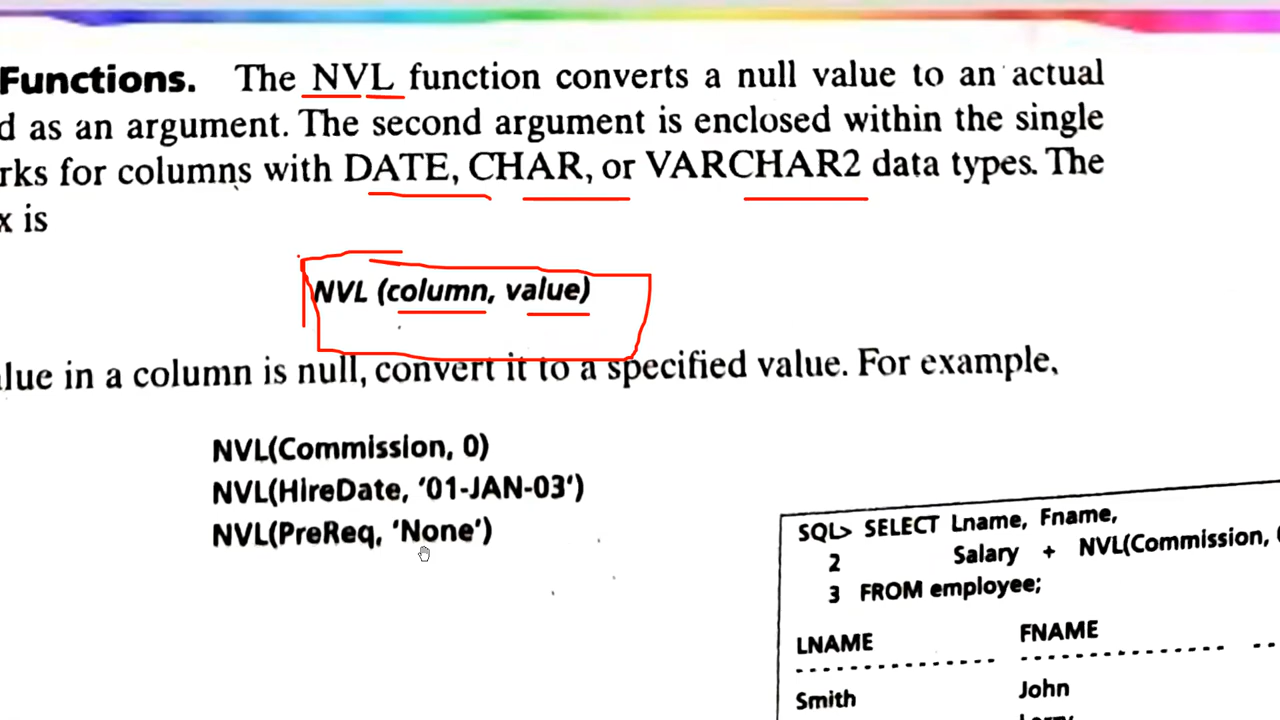 Functions. The NVL function converts a null value to an actual
d as an argument. The second argument is enclosed within the single
rks for columns with DATE, CHAR, or VARCHAR2 data types. The
x is
NVL (column, value)
lue in a column is null, convert it to a specified value. For example,
NVL(Commission, 0)
NVL(HireDate, '01-JAN-03')
NVL(PreReq, 'None')
SQL> SELECT Lname, Fname,
2 Salary + NVL(Commission,
3 FROM employee;
LNAME FNAME
Smith John